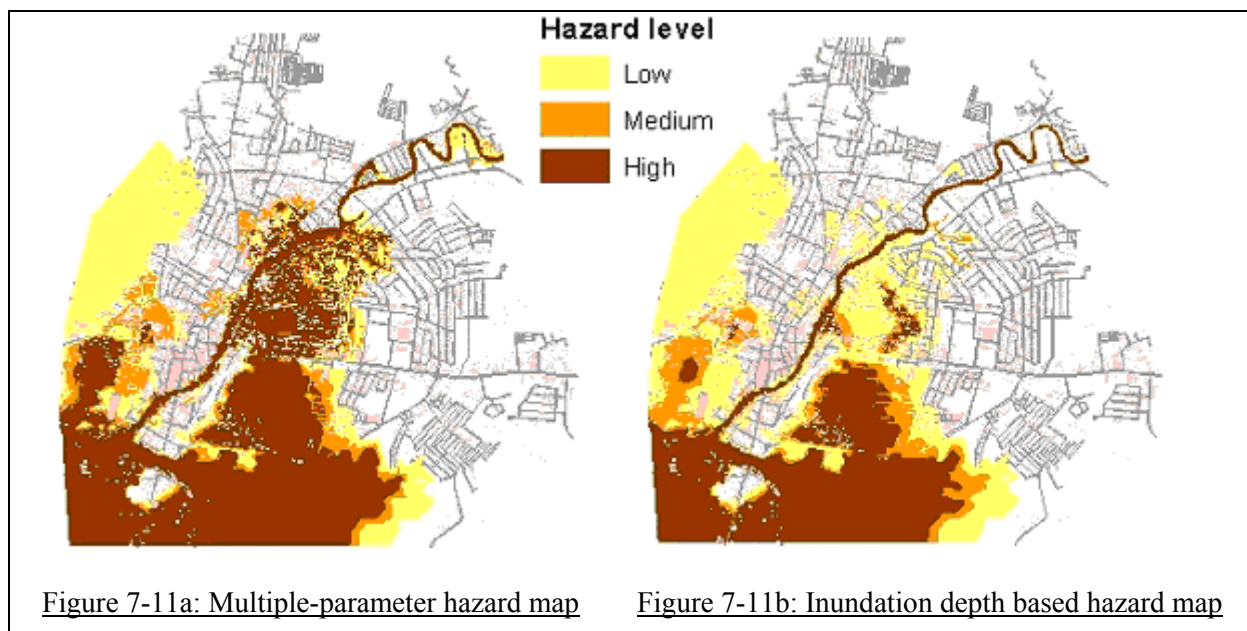 Hazard level
Low
Medium
High
Figure 7-11a: Multiple-parameter hazard map
Figure 7-11b: Inundation depth based hazard map